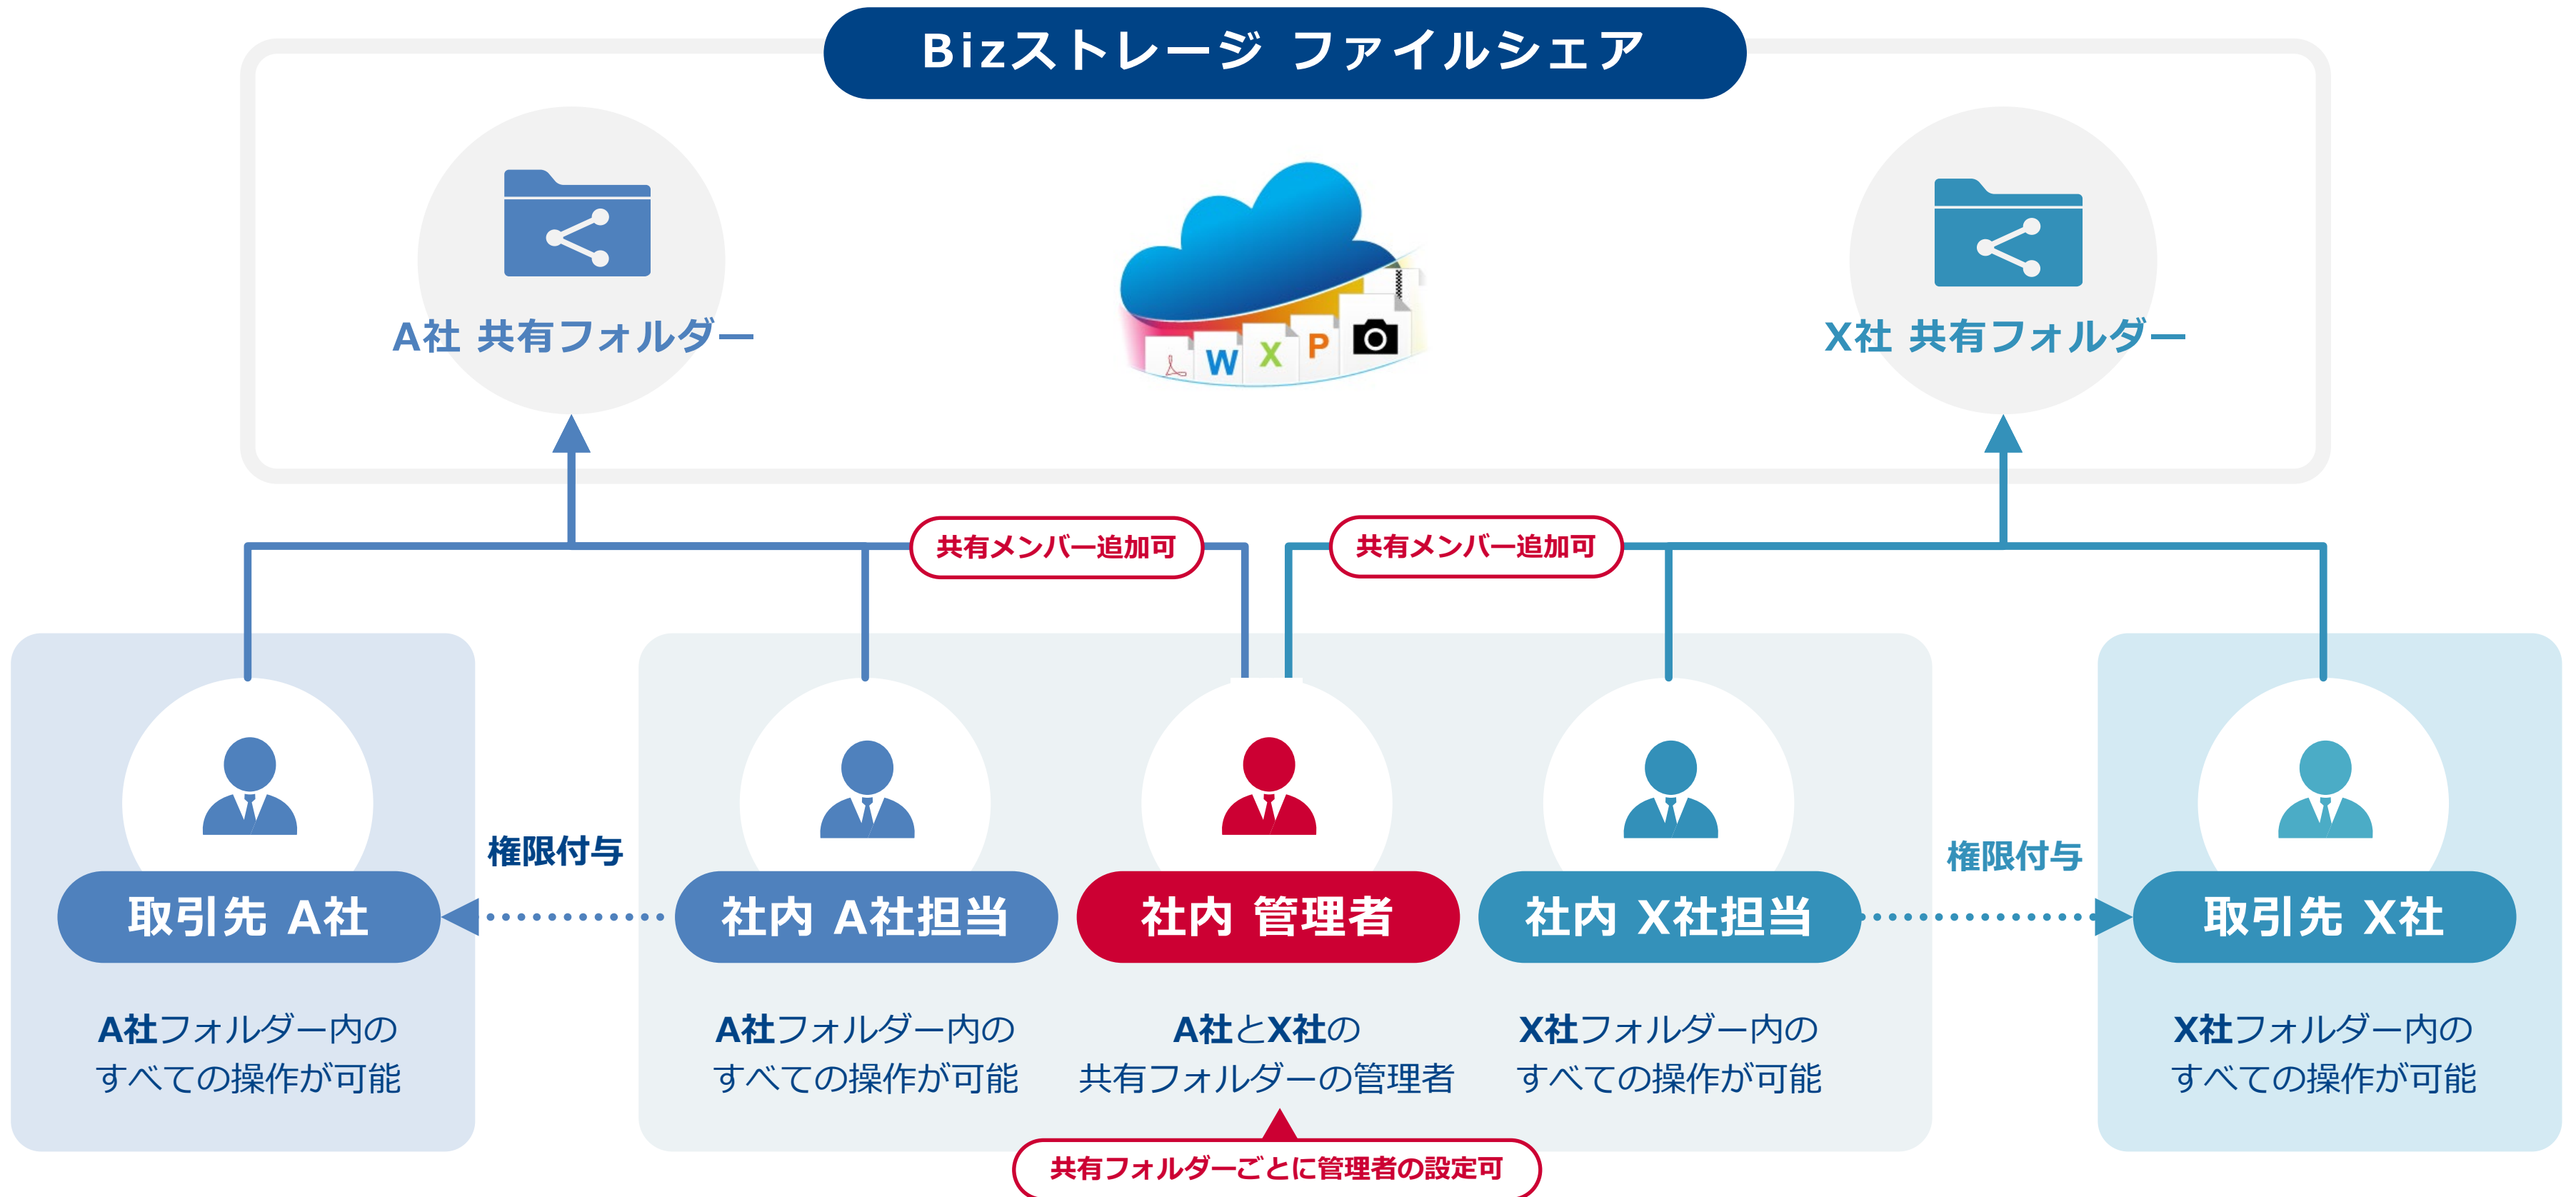 Bizストレージ ファイルシェア
A社 共有フォルダー
W
X
P
X社 共有フォルダー
共有メンバー追加可
共有メンバー追加可
権限付与
権限付与
取引先 A社
社内 A社担当
社内 管理者
社内 X社担当
取引先 X社
A社フォルダー内の
すべての操作が可能
A社フォルダー内の
すべての操作が可能
A社とX社の
共有フォルダーの管理者
X社フォルダー内の
すべての操作が可能
X社フォルダー内の
すべての操作が可能
共有フォルダーごとに管理者の設定可